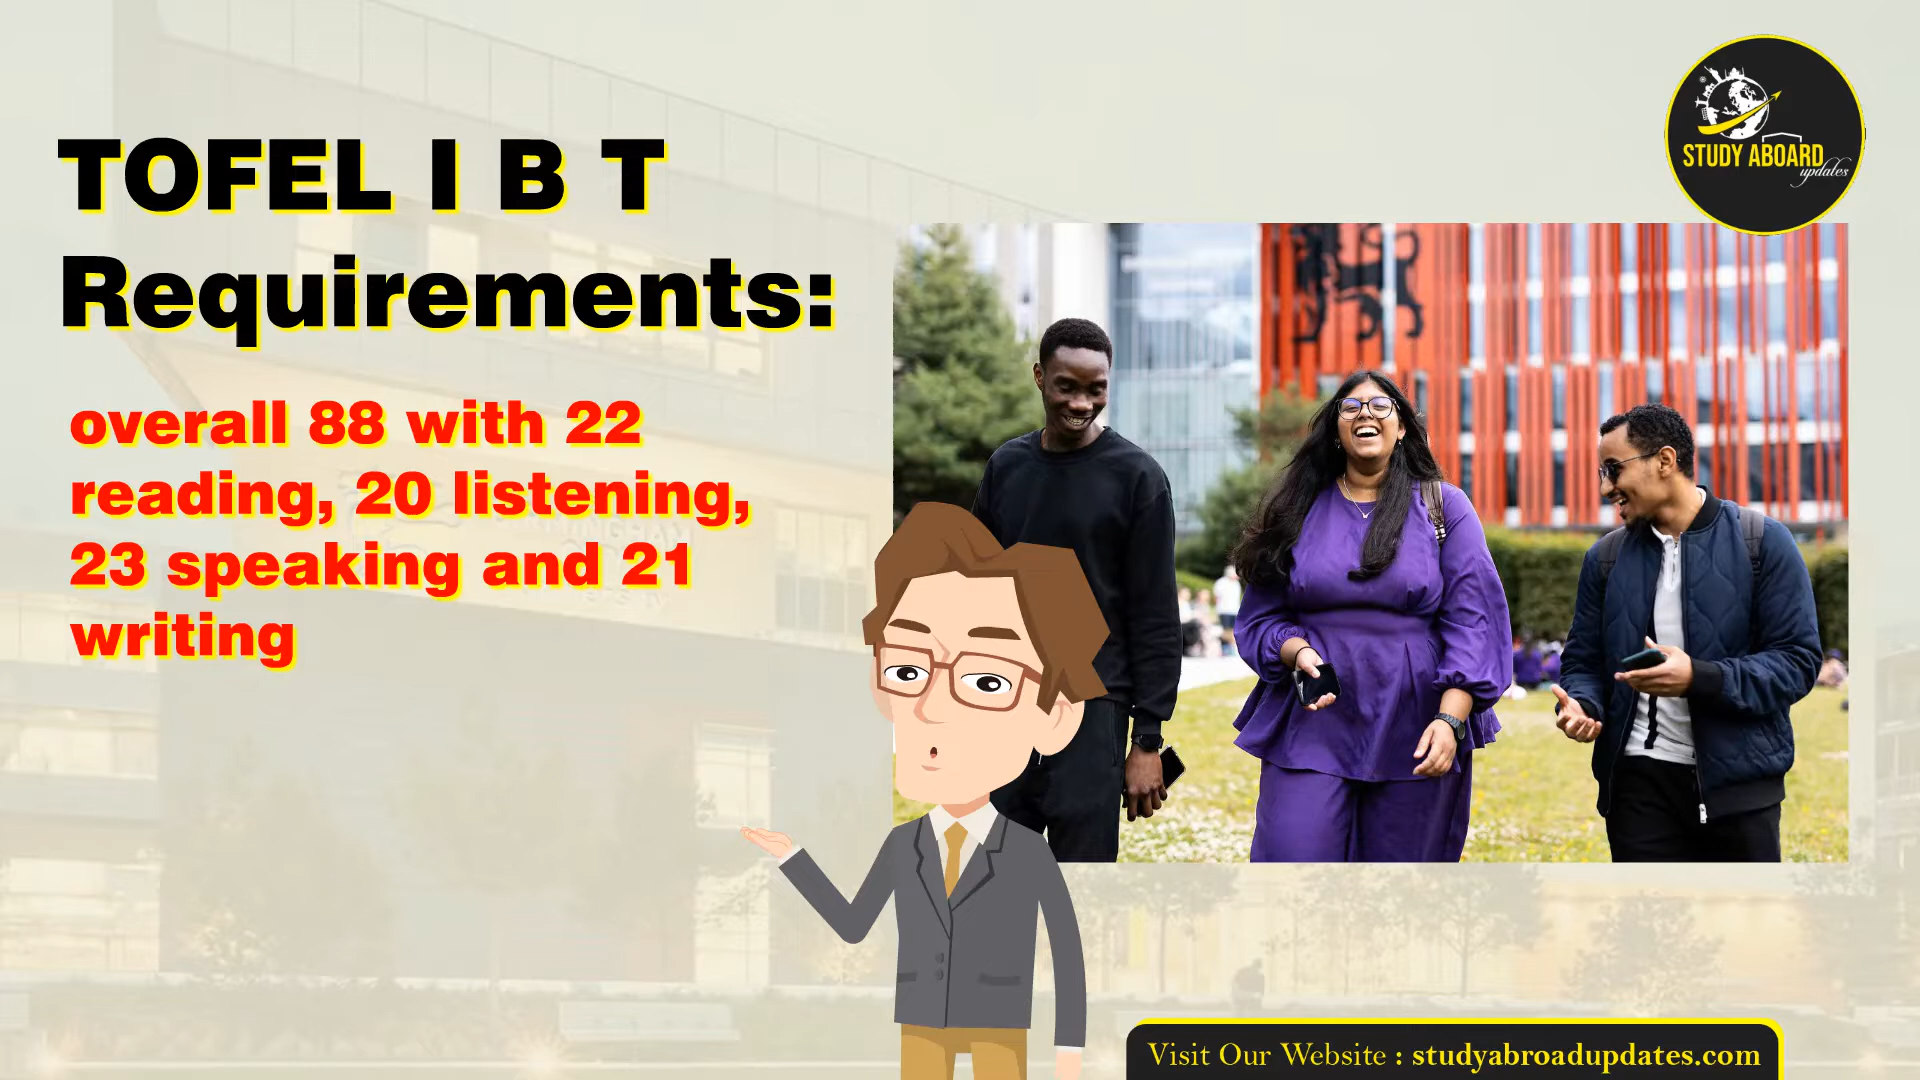 STUDY ABOARD
updates
TOFEL I B T
Requirements:
overall 88 with 22
reading, 20 listening,
23 speaking and 21
writing
Visit Our Website : studyabroadupdates.com